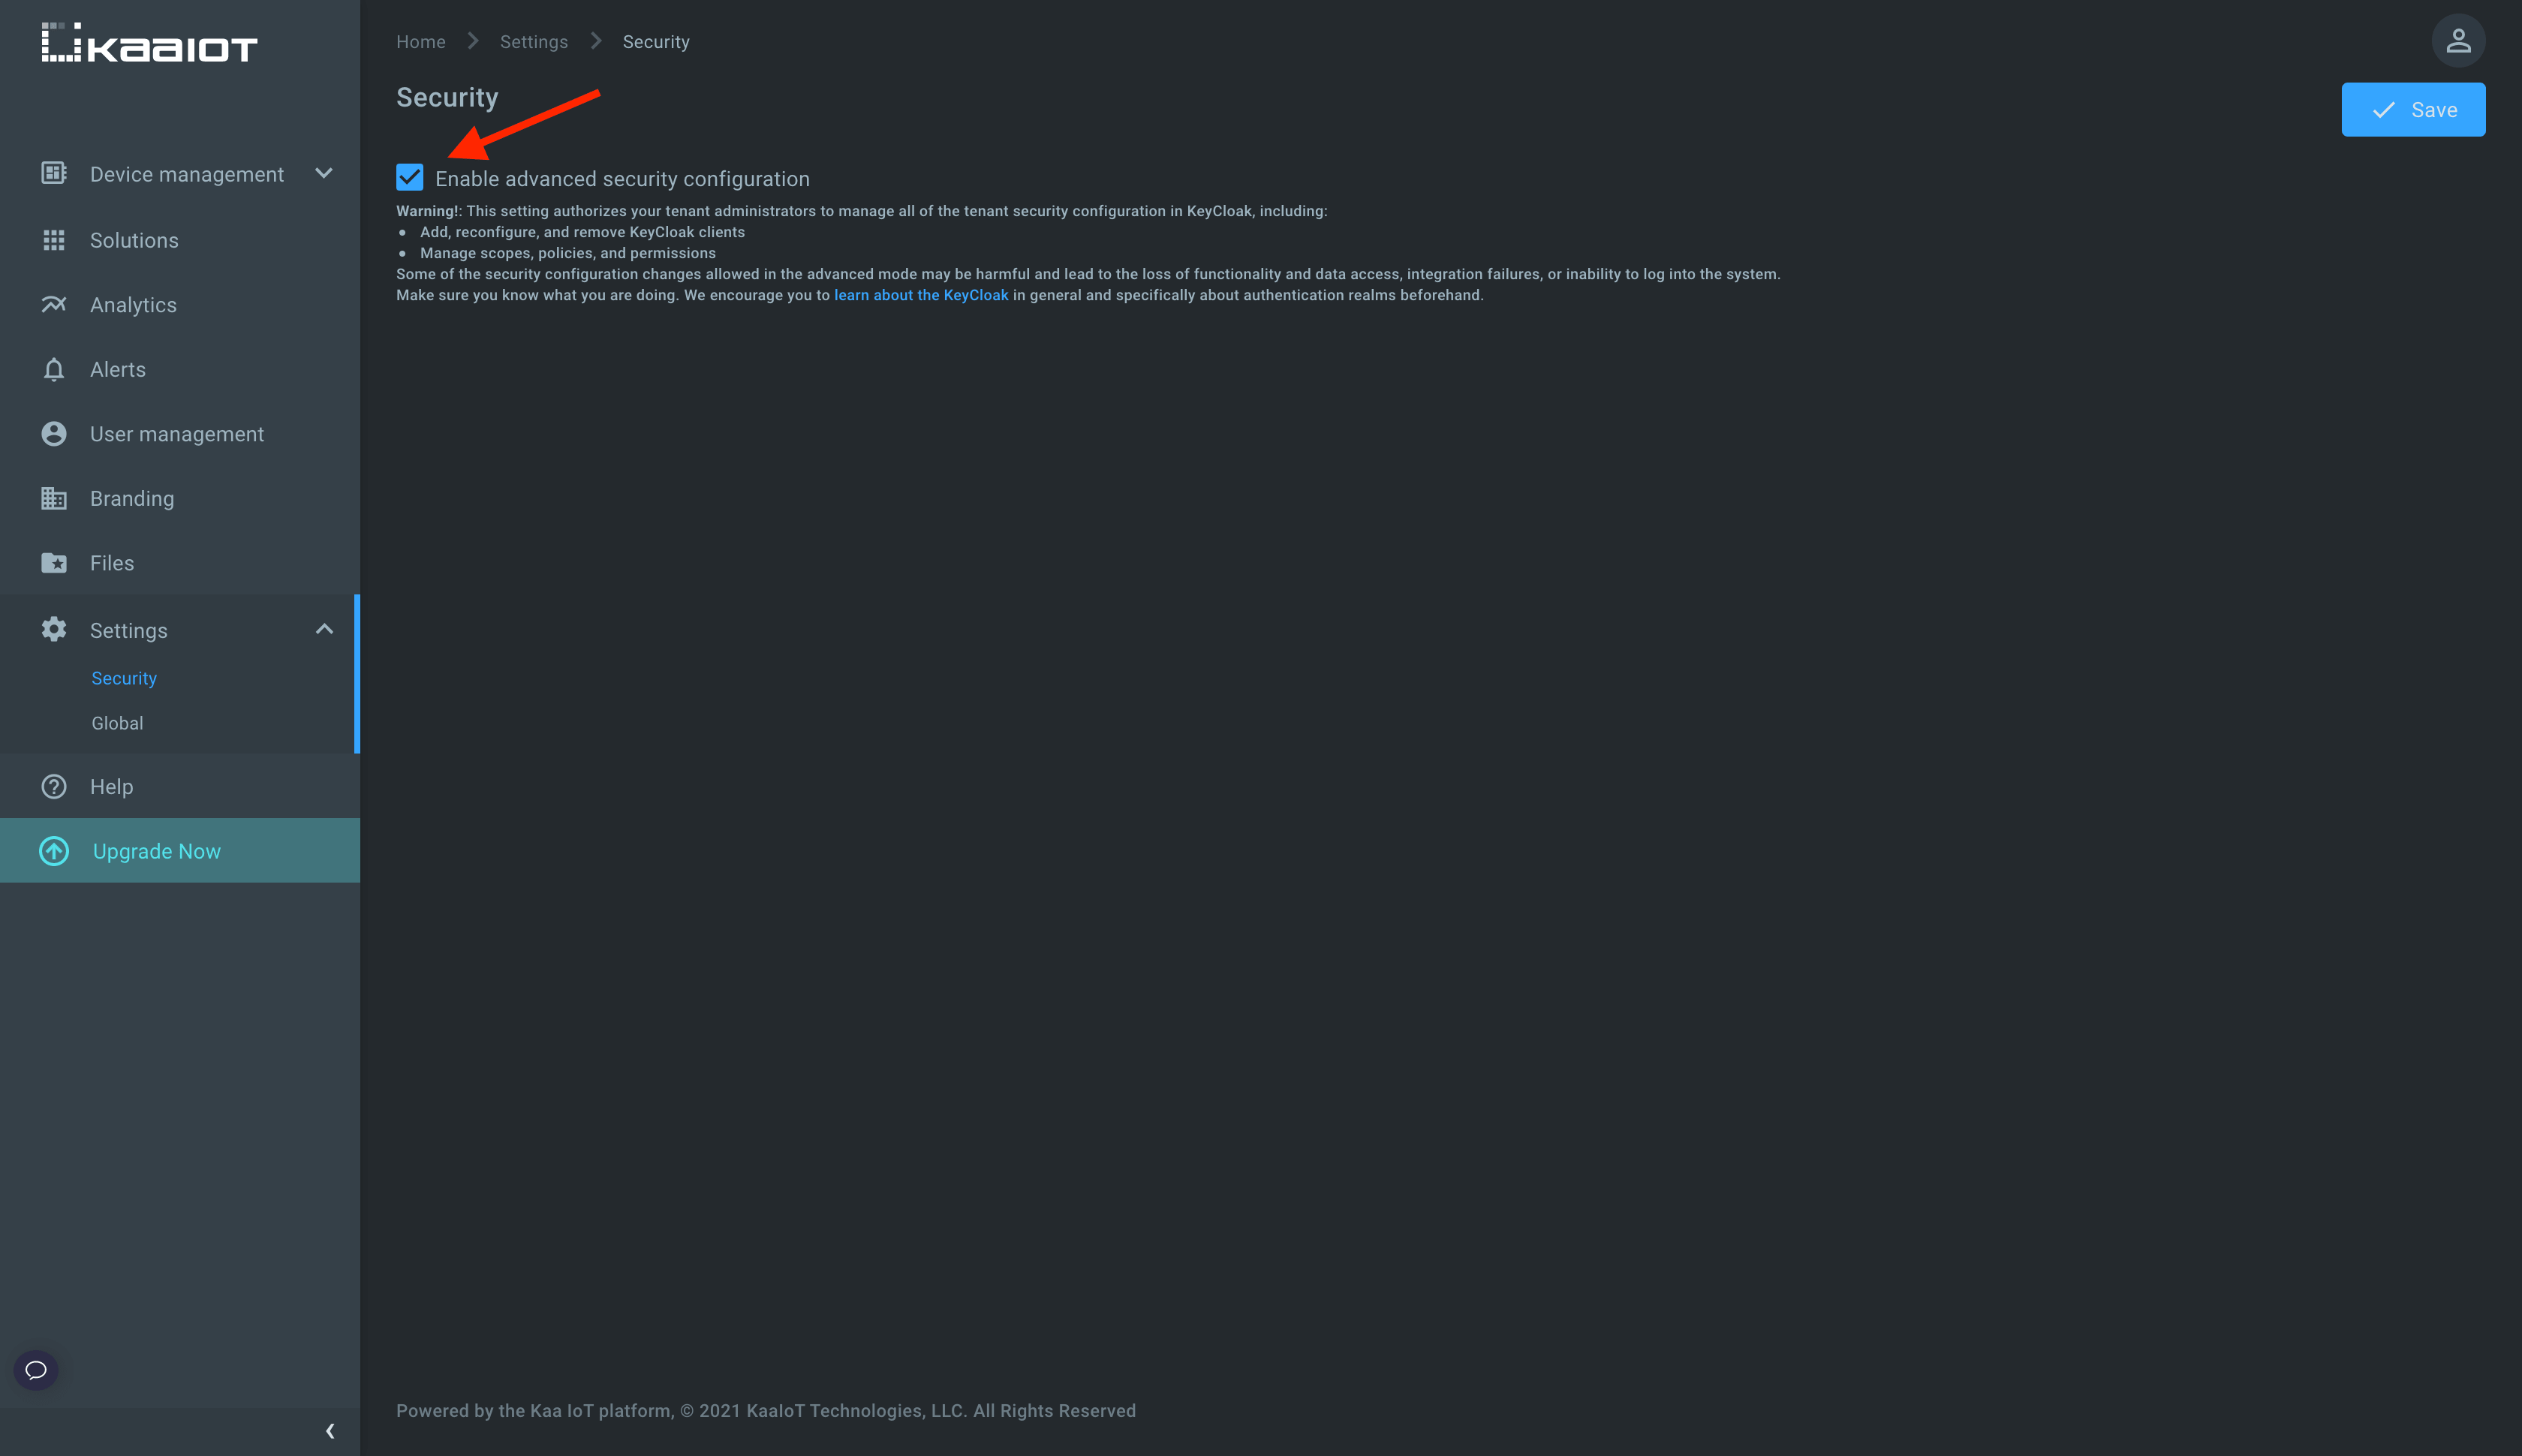 KaaIoT
Home Settings Security
Security
Save
Enable advanced security configuration
Warning!: This setting authorizes your tenant administrators to manage all of the tenant security configuration in KeyCloak, including:
Add, reconfigure, and remove KeyCloak clients
Manage scopes, policies, and permissions
Some of the security configuration changes allowed in the advanced mode may be harmful and lead to the loss of functionality and data access, integration failures, or inability to log into the system.
Make sure you know what you are doing. We encourage you to learn about the KeyCloak in general and specifically about authentication realms beforehand.
Device management
Solutions
Analytics
Alerts
User management
Branding
Files
Settings
Security
Global
Help
Upgrade Now
Powered by the Kaa IoT platform, © 2021 KaaIoT Technologies, LLC. All Rights Reserved